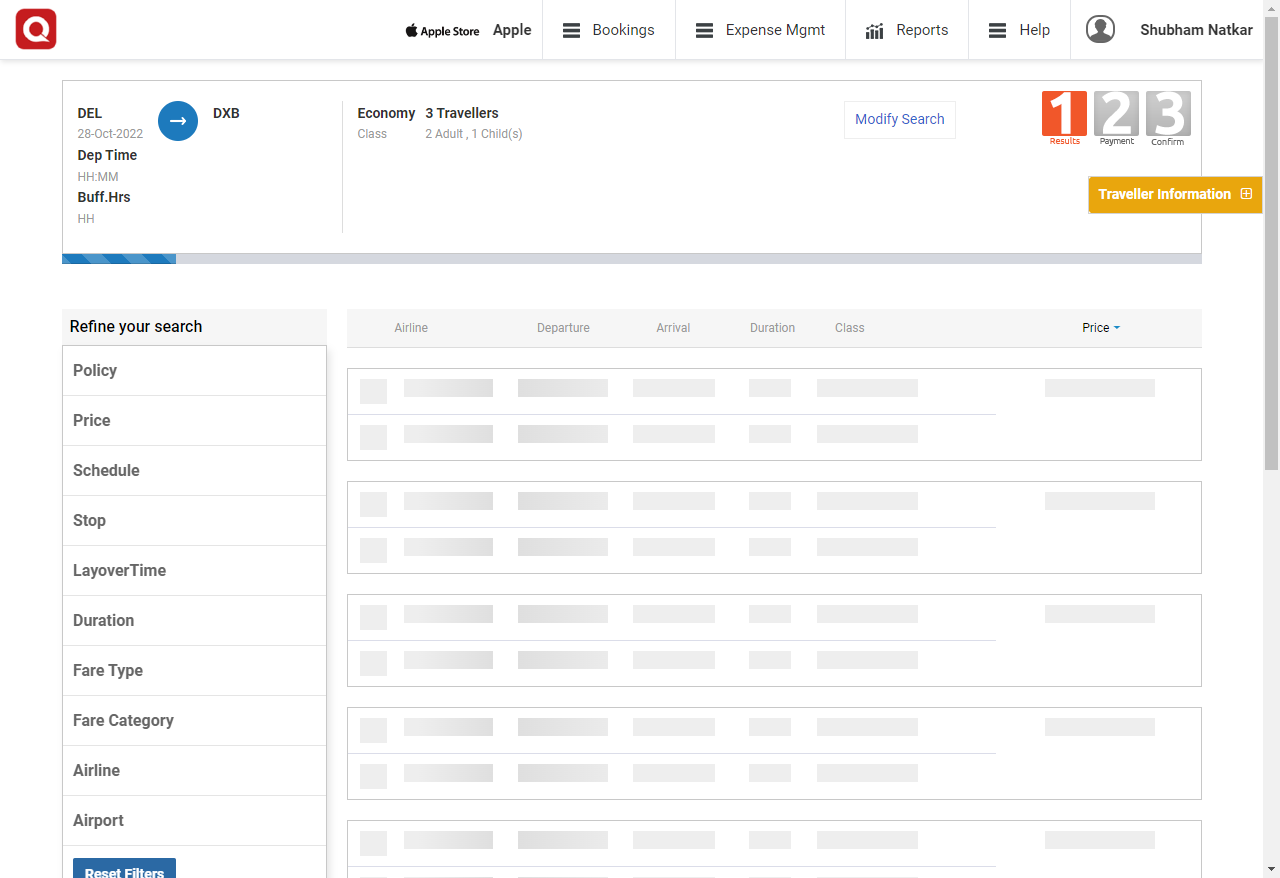 Apple Store Apple Bookings Expense Mgmt Reports Help Shubham Natkar
DEL
28-Oct-2022
Dep Time
HH:MM
Buff.Hrs
HH
DXB
Economy
Class
3 Travellers
2 Adult , 1 Child(s)
Modify Search
1 2 3
Results Payment Confirm
Traveller Information
Refine your search
Policy
Price
Schedule
Stop
LayoverTime
Duration
Fare Type
Fare Category
Airline
Airport
Reset Filters
Airline Departure Arrival Duration Class Price